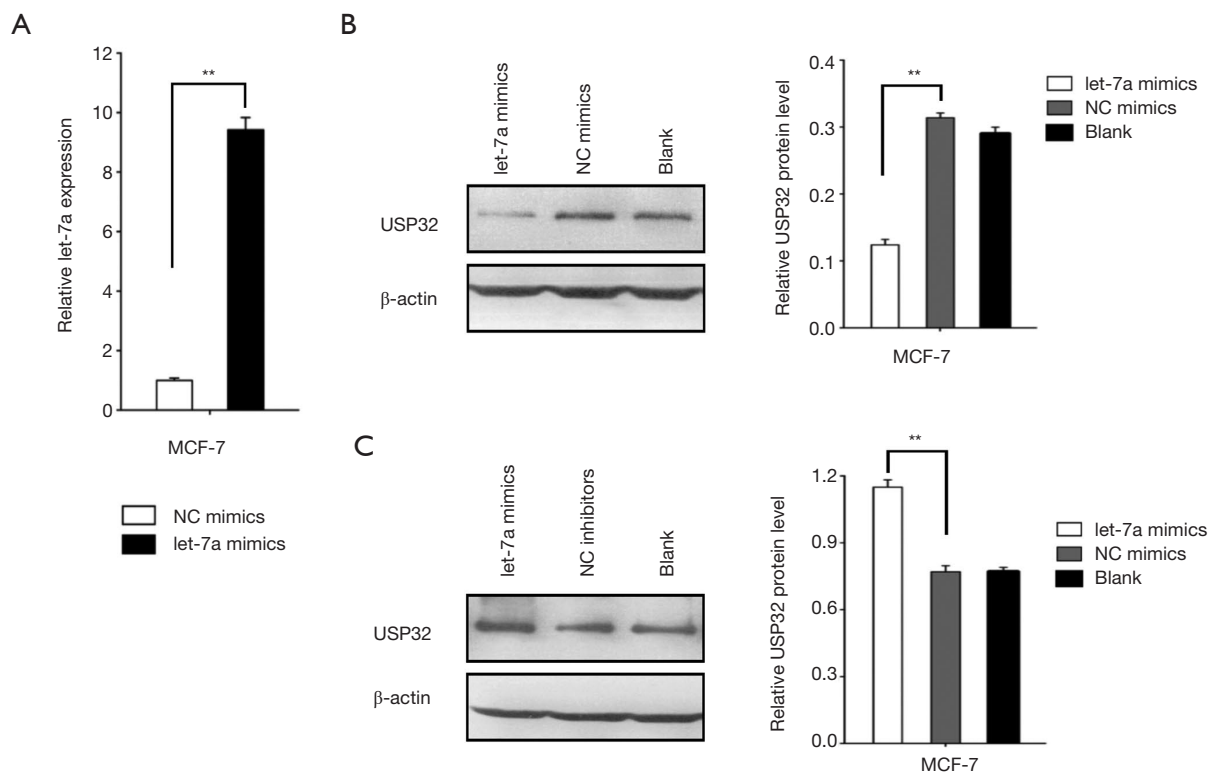 A
12
10
8
6
4
2
0
**
Relative let-7a expression
MCF-7
NC mimics
let-7a mimics
B
let-7a mimics
NC mimics
Blank
USP32
β-actin
0.4
0.3
0.2
0.1
0.0
**
Relative USP32 protein level
MCF-7
let-7a mimics
NC mimics
Blank
C
let-7a mimics
NC inhibitors
Blank
USP32
β-actin
1.2
0.9
0.6
0.3
0.0
**
Relative USP32 protein level
MCF-7
let-7a mimics
NC mimics
Blank